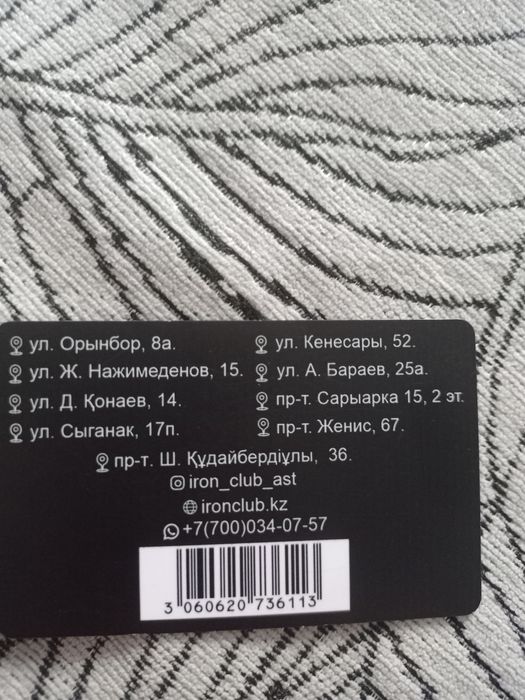 ул. Орынбор, 8а.
ул. Кенесары, 52.
ул. Ж. Нажимеденов, 15.
ул. А. Бараев, 25а.
ул. Д. Қонаев, 14.
пр-т. Сарыарка 15, 2 эт.
ул. Сыганак, 17п.
пр-т. Женис, 67.
пр-т. Ш. Құдайбердіұлы, 36.
iron_club_ast
ironclub.kz
+7(700)034-07-57
3 060620 736113